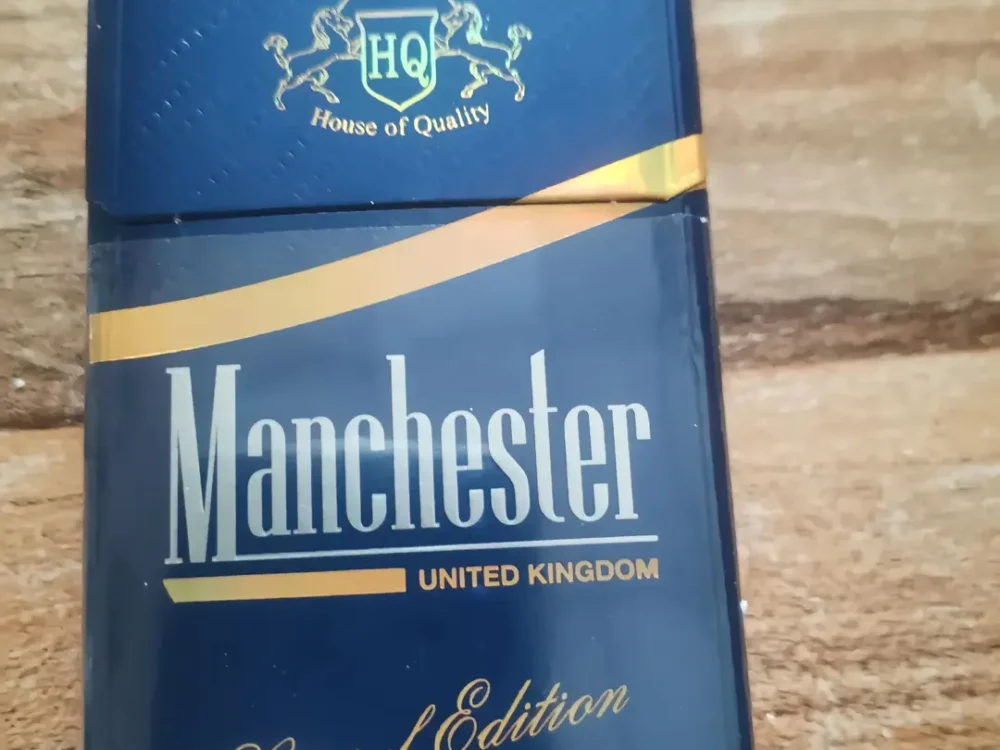 HQ
House of Quality
Manchester
UNITED KINGDOM
Edition